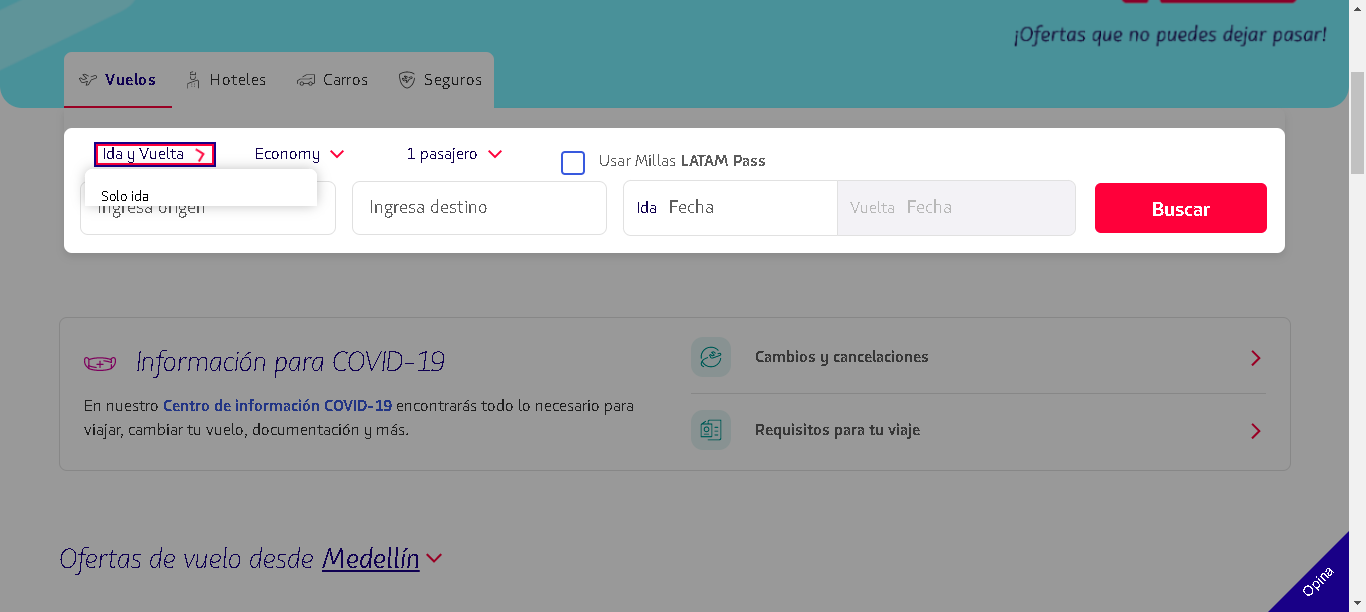 ¡Ofertas que no puedes dejar pasar!
Vuelos Hoteles Carros Seguros
Ida y Vuelta Economy 1 pasajero Usar Millas LATAM Pass
Solo ida
Ingresa origen Ingresa destino Ida Fecha Vuelta Fecha Buscar
Información para COVID-19
En nuestro Centro de información COVID-19 encontrarás todo lo necesario para
viajar, cambiar tu vuelo, documentación y más.
Cambios y cancelaciones
Requisitos para tu viaje
Ofertas de vuelo desde Medellín
Opina